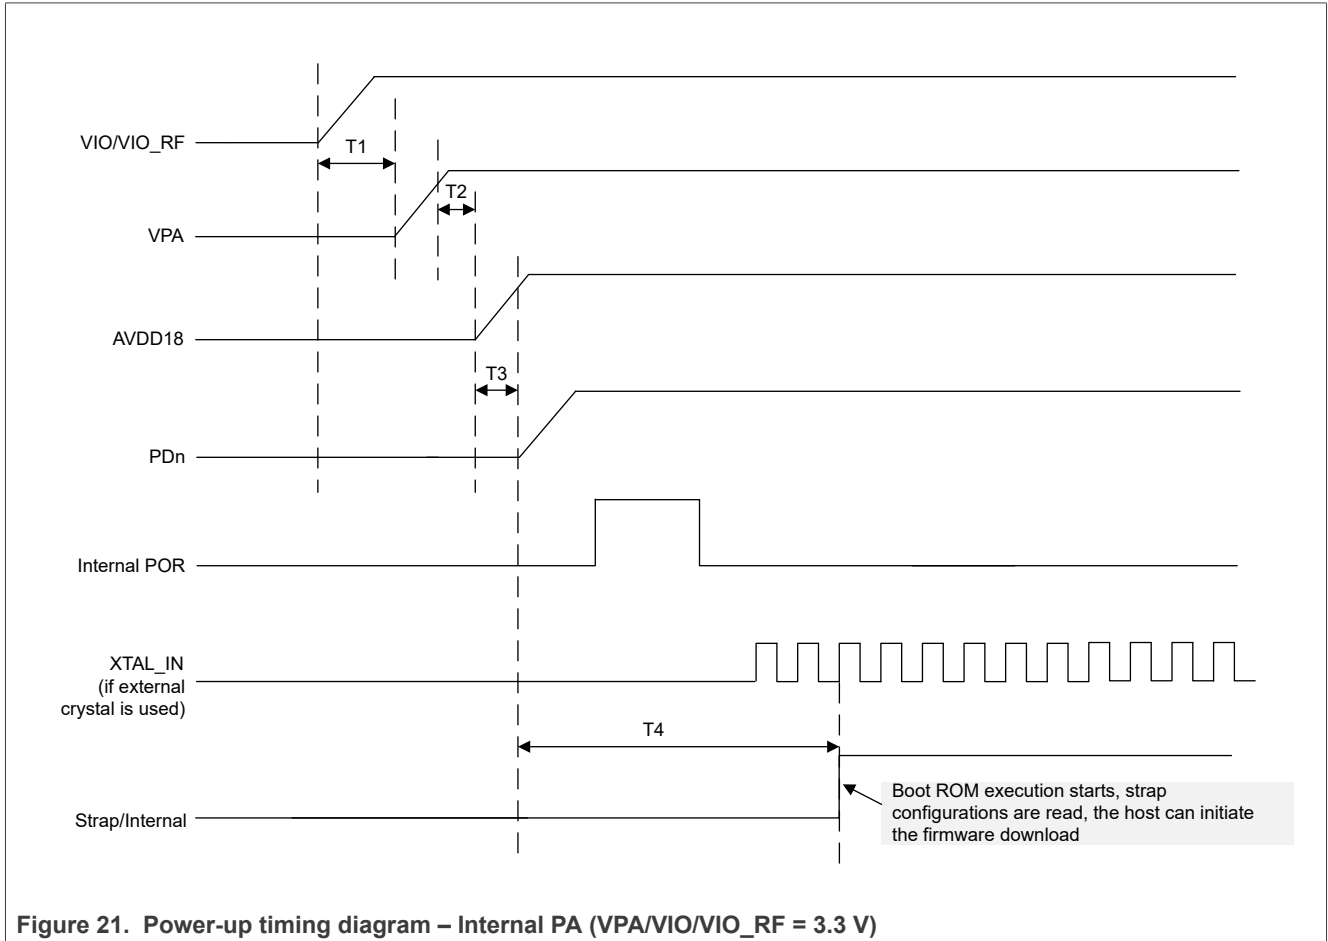 VIO/VIO_RF
T1
T2
VPA
AVDD18
T3
PDn
Internal POR
XTAL_IN
(if external
crystal is used)
T4
Boot ROM execution starts, strap
configurations are read, the host can initiate
the firmware download
Strap/Internal
Figure 21. Power-up timing diagram – Internal PA (VPA/VIO/VIO_RF = 3.3 V)